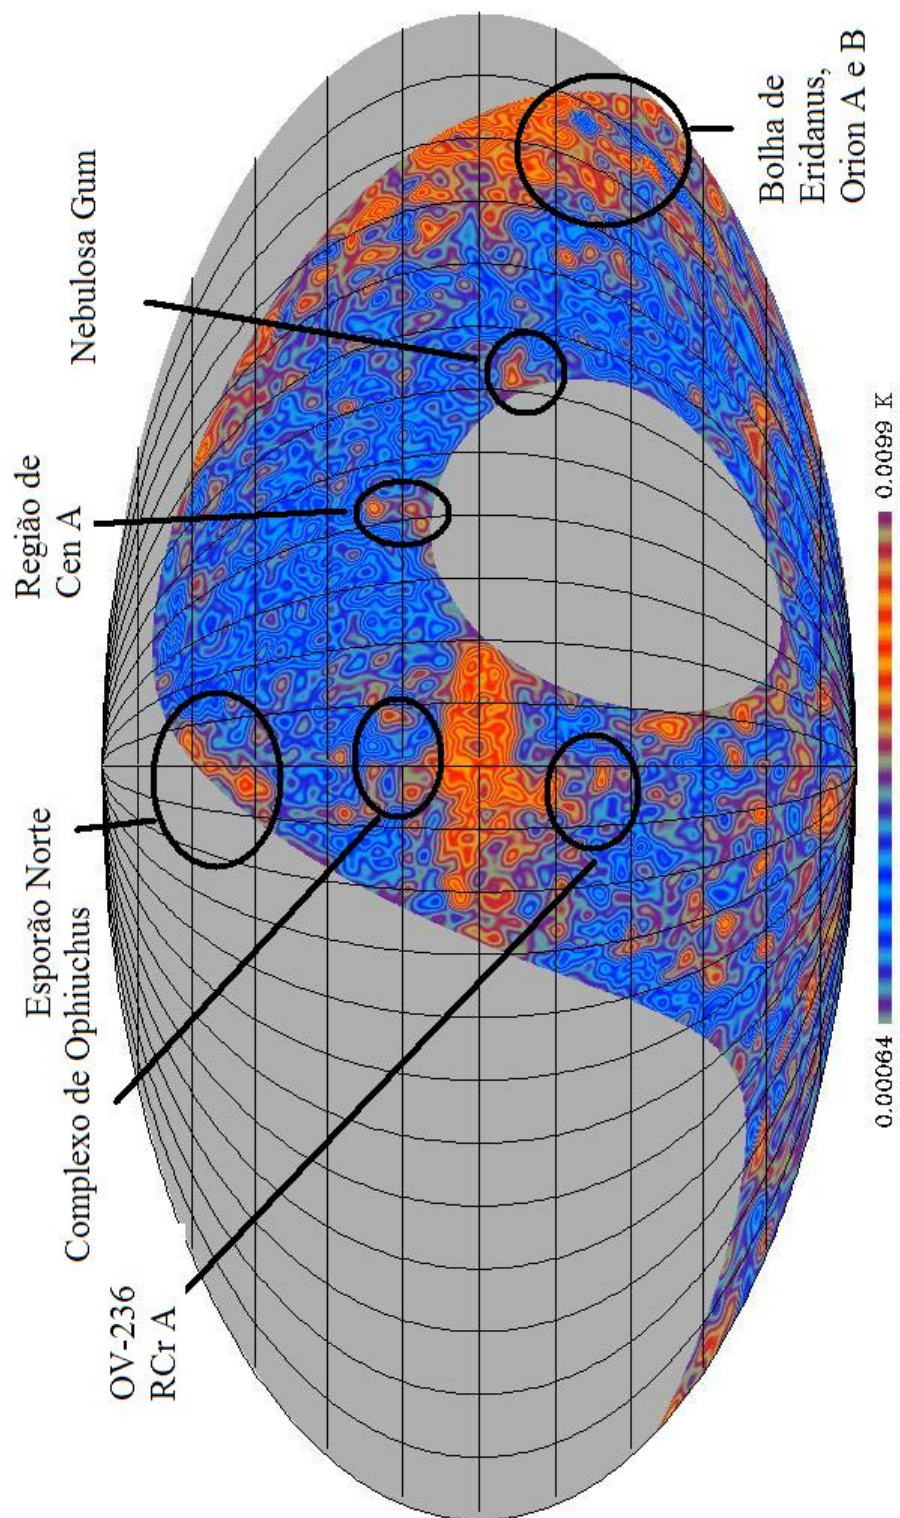 OV-236
RCr A
Complexo de Ophiuchus
Esporão Norte
Região de
Cen A
Nebulosa Gum
Bolha de
Eridanus,
Orion A e B
0.00064
0.0099 K